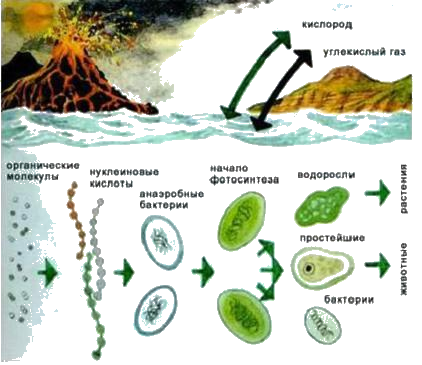 кислород
углекислый газ
органические
молекулы
нуклеиновые
кислоты
анаэробные
бактерии
начало
фотосинтеза
водоросли
растения
простейшие
животные
бактерии